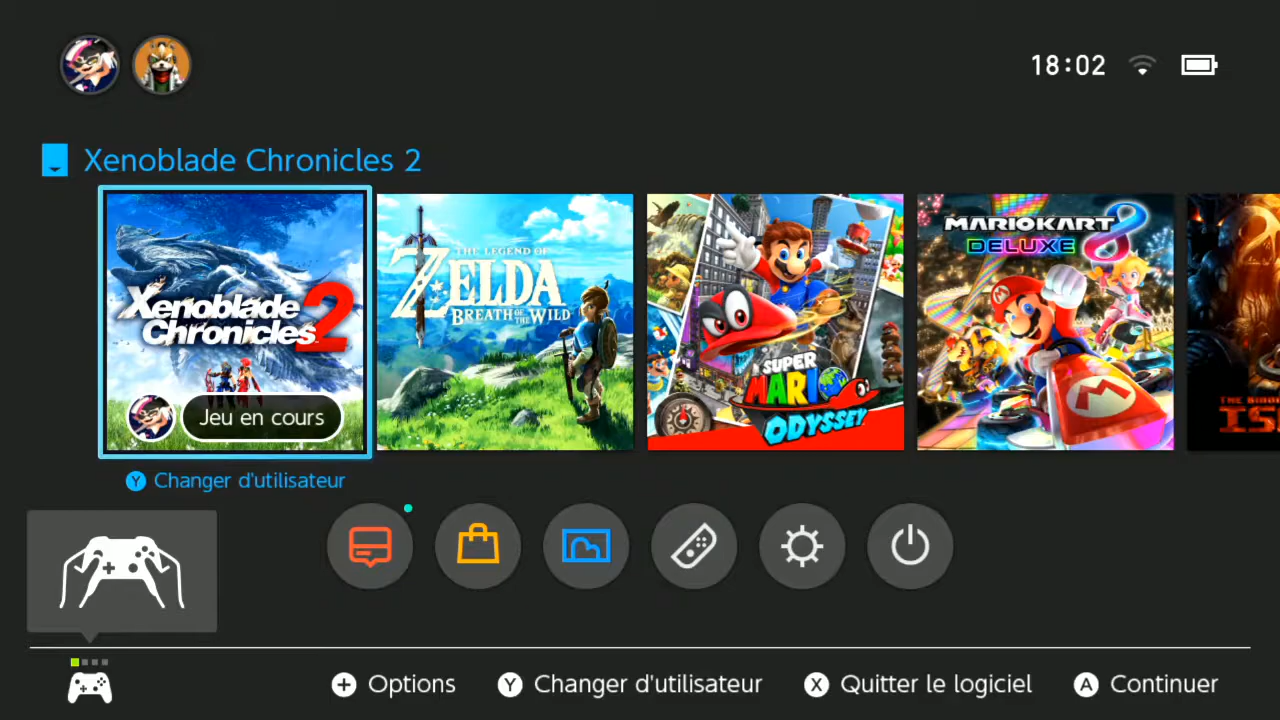 18:02
Xenoblade Chronicles 2
Xenoblade
Chronicles 2
Jeu en cours
THE LEGEND OF
ZELDA
BREATH OF THE WILD
SUPER
MARIO
ODYSSEY
MARIOKART 8
DELUXE
THE
Y Changer d'utilisateur
+ Options
Y Changer d'utilisateur
X Quitter le logiciel
A Continuer